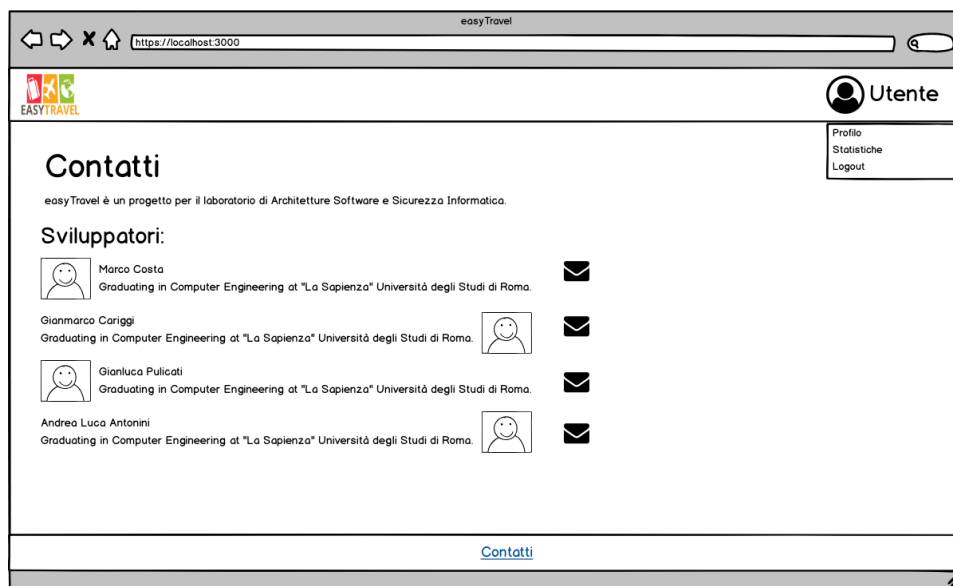 easyTravel
https://localhost:3000
EASYTRAVEL
Utente
Profilo
Statistiche
Logout
Contatti
easyTravel è un progetto per il laboratorio di Architetture Software e Sicurezza Informatica.
Sviluppatori:
Marco Costa
Graduating in Computer Engineering at "La Sapienza" Università degli Studi di Roma.
Gianmarco Cariggi
Graduating in Computer Engineering at "La Sapienza" Università degli Studi di Roma.
Gianluca Pulicati
Graduating in Computer Engineering at "La Sapienza" Università degli Studi di Roma.
Andrea Luca Antonini
Graduating in Computer Engineering at "La Sapienza" Università degli Studi di Roma.
Contatti